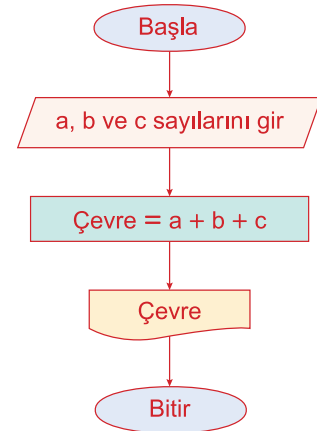 Başla
a, b ve c sayılarını gir
Çevre = a + b + c
Çevre
Bitir